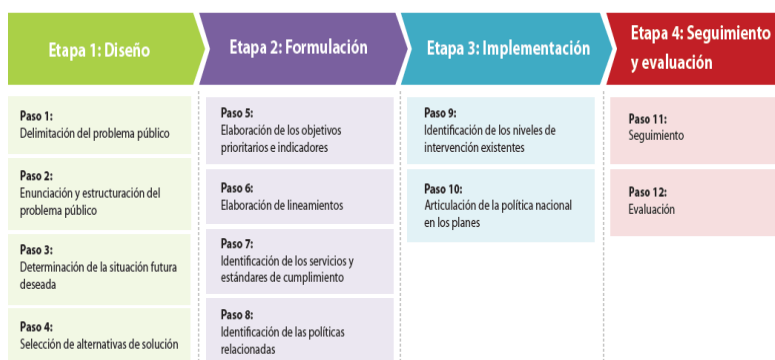 Etapa 1: Diseño
Paso 1:
Delimitación del problema público
Paso 2:
Enunciación y estructuración del
problema público
Paso 3:
Determinación de la situación futura
deseada
Paso 4:
Selección de alternativas de solución
Etapa 2: Formulación
Paso 5:
Elaboración de los objetivos
prioritarios e indicadores
Paso 6:
Elaboración de lineamientos
Paso 7:
Identificación de los servicios y
estándares de cumplimiento
Paso 8:
Identificación de las políticas
relacionadas
Etapa 3: Implementación
Paso 9:
Identificación de los niveles de
intervención existentes
Paso 10:
Articulación de la política nacional
en los planes
Etapa 4: Seguimiento
y evaluación
Paso 11:
Seguimiento
Paso 12:
Evaluación